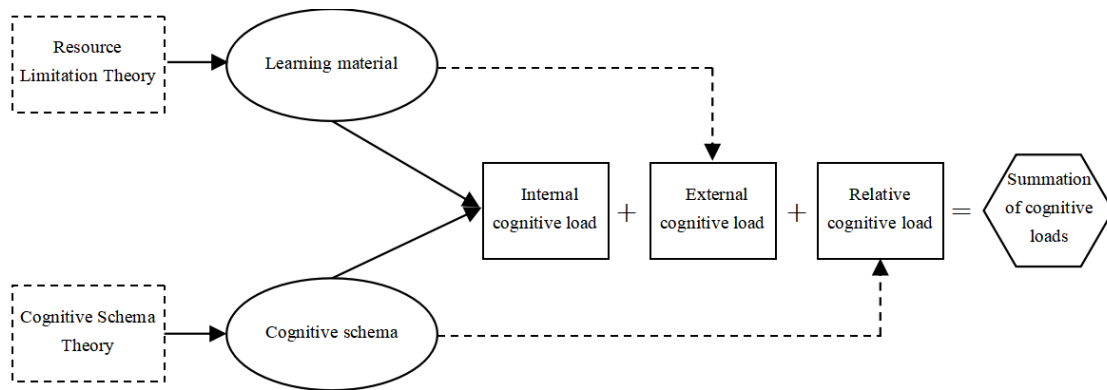 Resource
Limitation Theory
Learning material
Internal
cognitive load
+
External
cognitive load
+
Relative
cognitive load
=
Summation
of cognitive
loads
Cognitive Schema
Theory
Cognitive schema